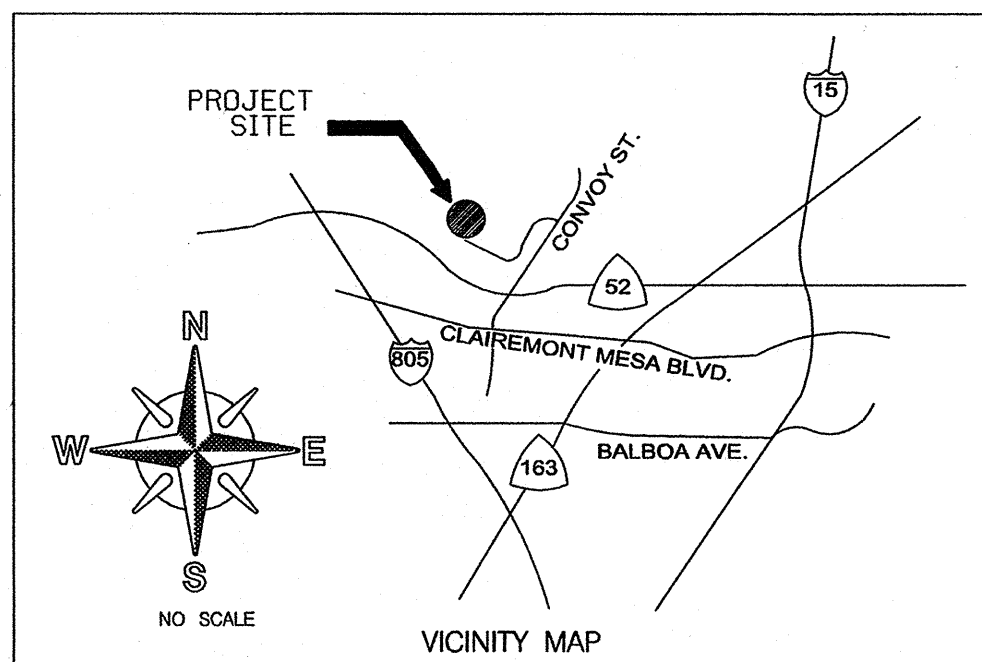 PROJECT
SITE
15
CONVOY ST.
52
CLAIREMONT MESA BLVD.
805
BALBOA AVE.
163
N
W
E
S
NO SCALE
VICINITY MAP